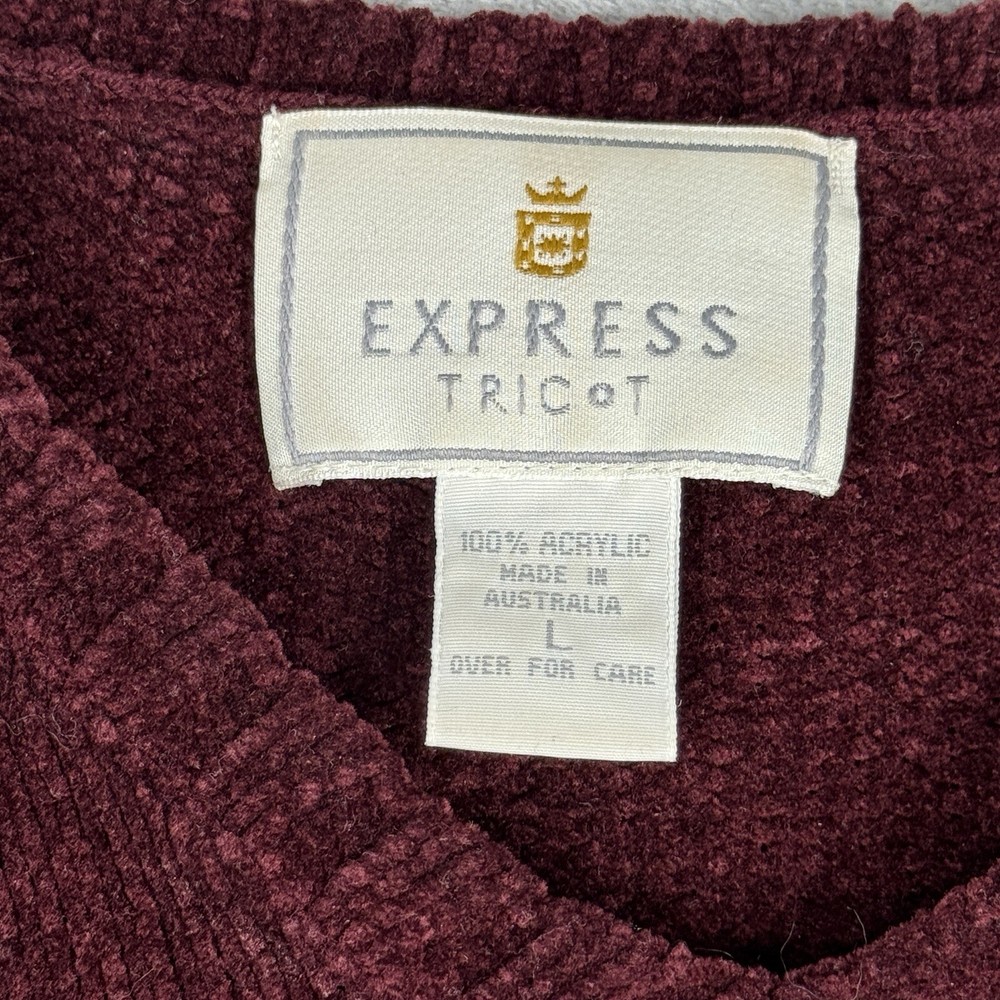 EXPRESS
TRICOT
100% ACRYLIC
MADE IN
AUSTRALIA
L
OVER FOR CARE